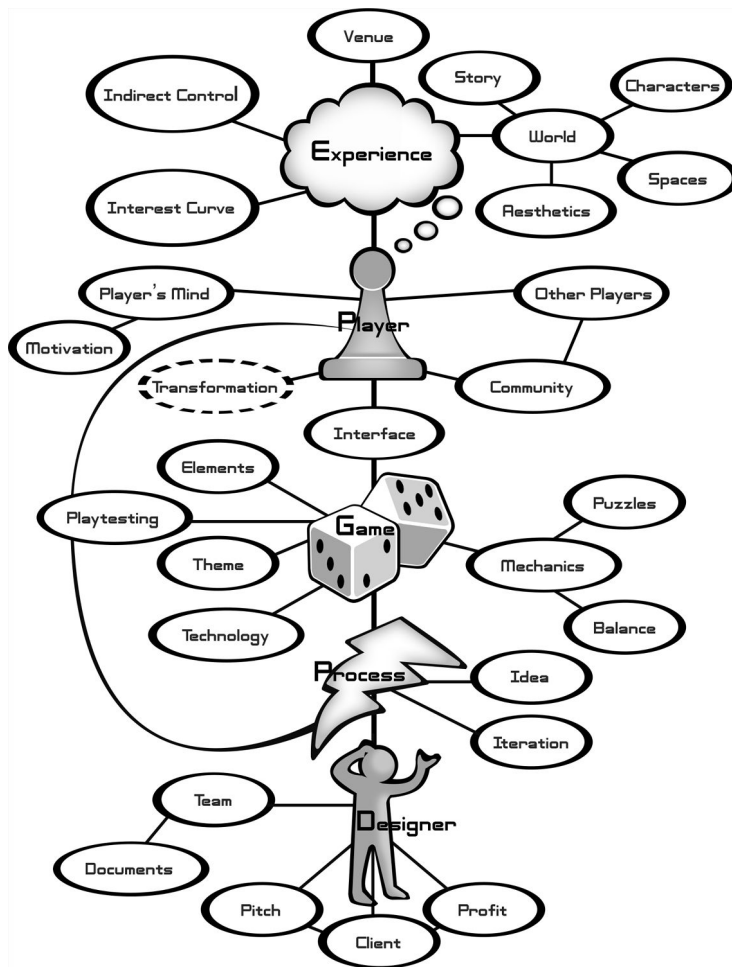 Venue
Story
Indirect Control
Characters
Experience
World
Spaces
Interest Curve
Aesthetics
Player's Mind
Other Players
Player
Motivation
Transformation
Community
Interface
Elements
Puzzles
Playtesting
Game
Theme
Mechanics
Technology
Balance
Process
Idea
Iteration
Team
Designer
Documents
Pitch
Profit
Client